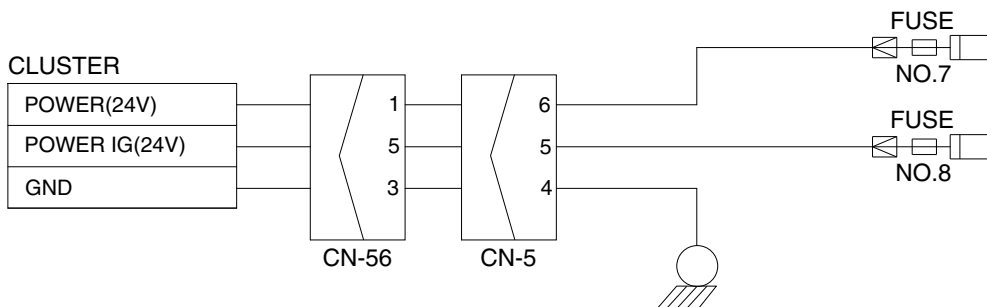 FUSE
NO.7
CLUSTER
POWER(24V)
POWER IG(24V)
GND
1
5
3
CN-56
6
5
4
CN-5
FUSE
NO.8